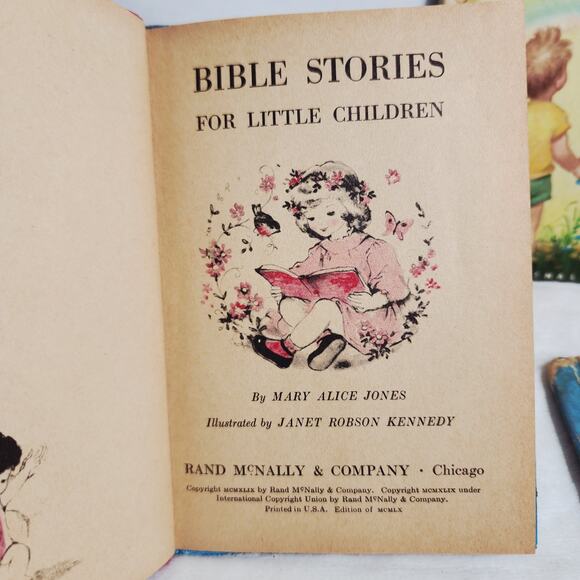 BIBLE STORIES
FOR LITTLE CHILDREN
By MARY ALICE JONES
Illustrated by JANET ROBSON KENNEDY
RAND McNALLY & COMPANY · Chicago
Copyright MCMXLIX by Rand McNally & Company. Copyright MCMXLIX under
International Copyright Union by Rand McNally & Company.
Printed in U.S.A. Edition of MCMLX